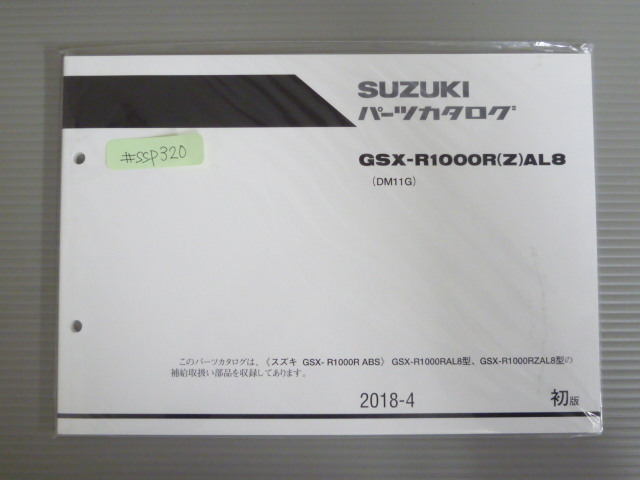 SUZUKI
パーツカタログ
#SSP320
GSX-R1000R(Z)AL8
(DM11G)
このパーツカタログは、〈スズキ GSX- R1000R ABS〉 GSX-R1000RAL8型、GSX-R1000RZAL8型の
補給取扱い部品を収録してあります。
2018-4
初版